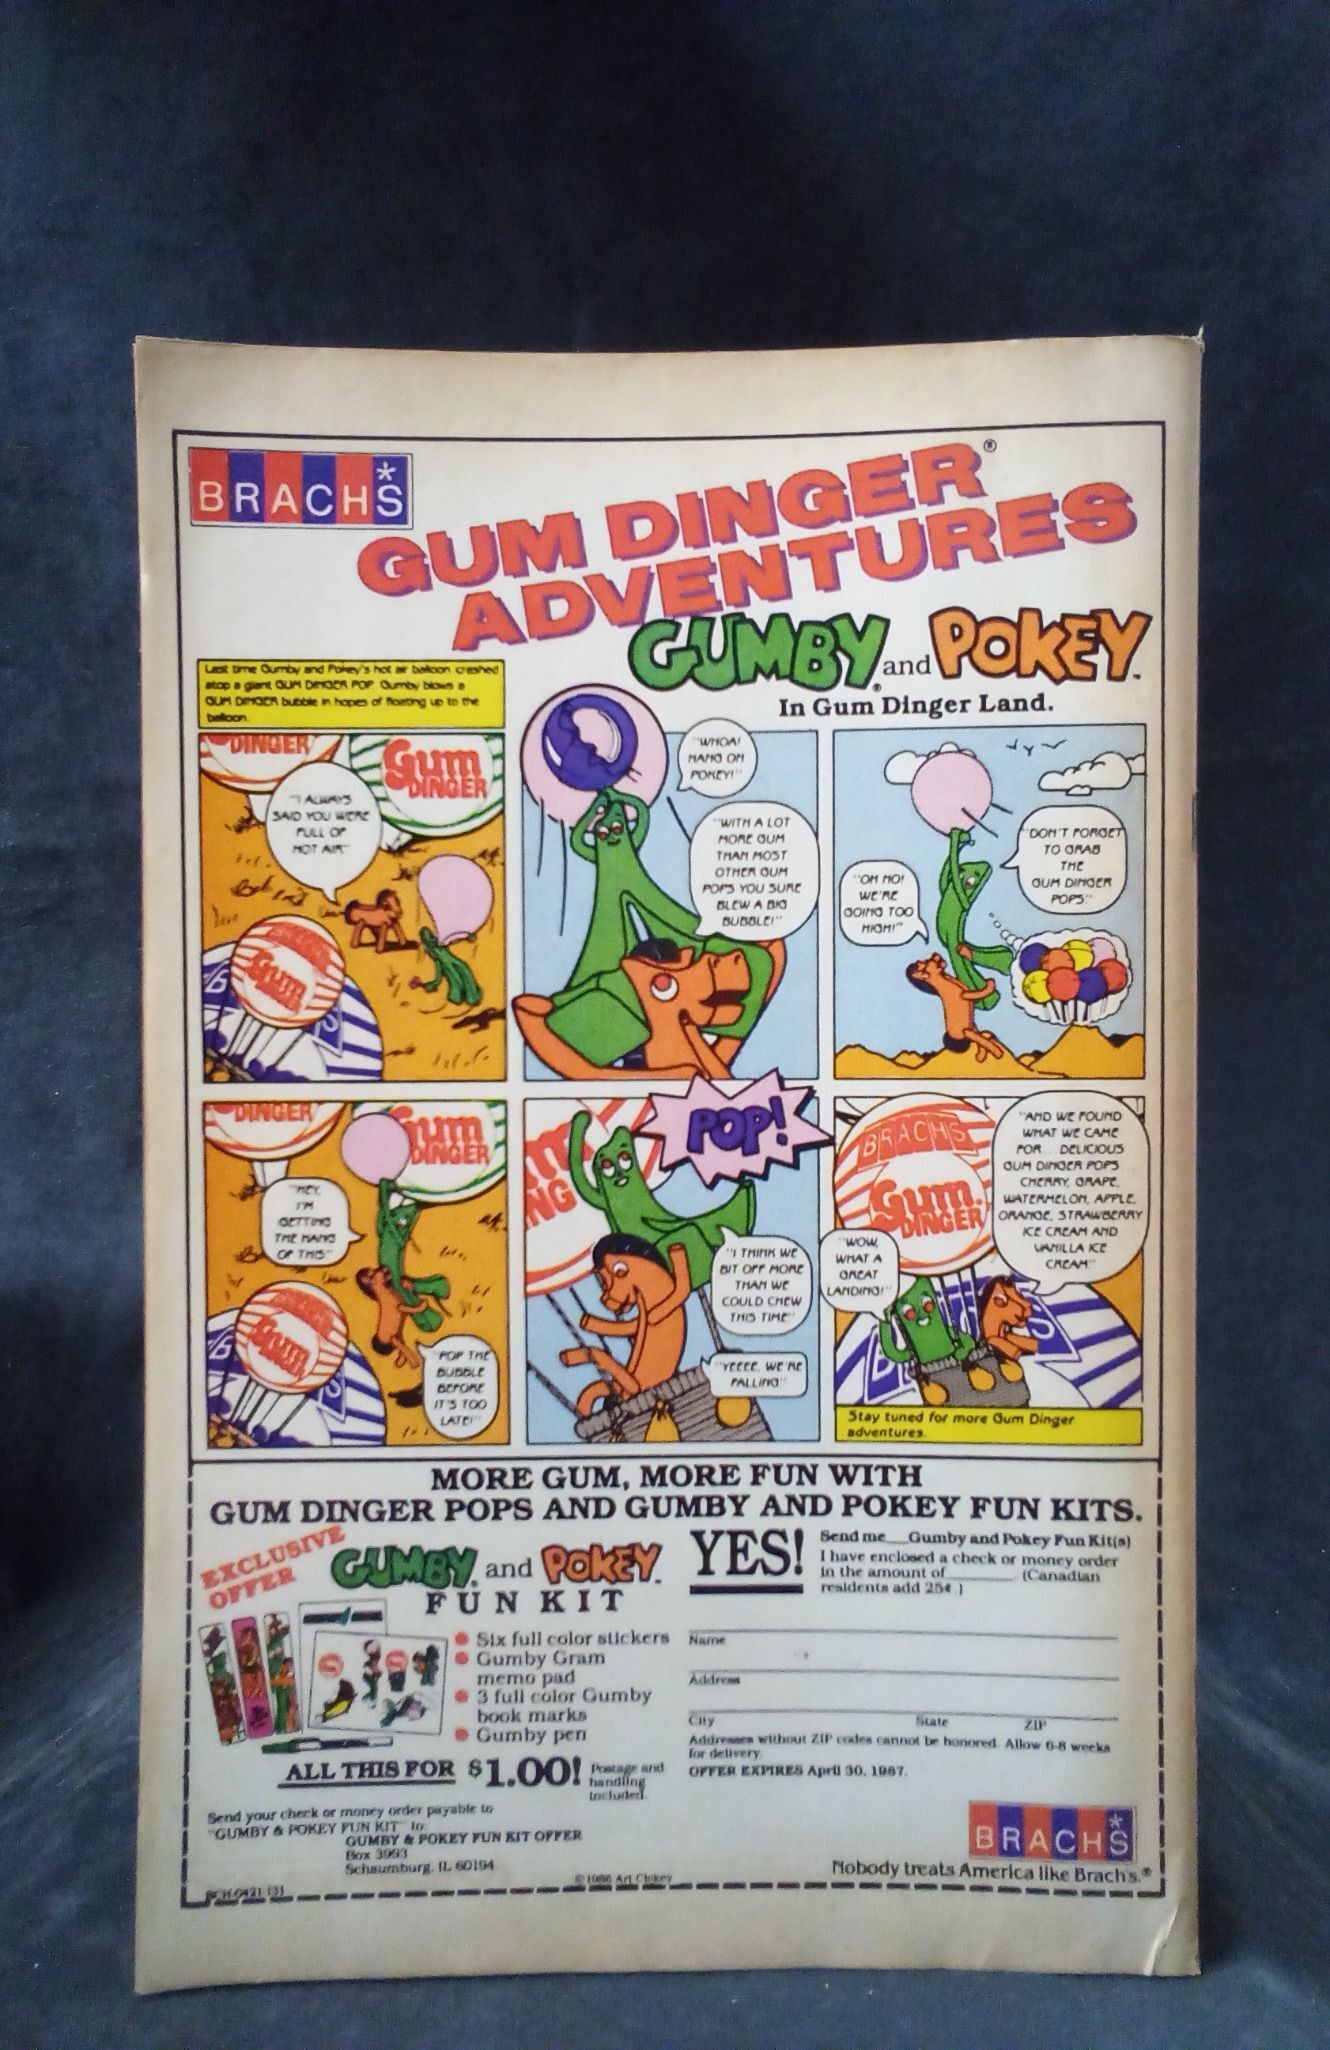 BRACH'S
GUM DINGER®
ADVENTURES
GUMBY® and POKEY.
In Gum Dinger Land.
Last time Gumby and Pokey's hot air balloon crashed
atop a giant GUM DINGER POP. Gumby blows a
GUM DINGER bubble in hopes of floating up to the
balloon.
DINGER
Gum
DINGER
"I ALWAYS
SAID YOU WERE
FULL OF
HOT AIR"
Gum
"WHOA!
HANG ON
POKEY!"
"WITH A LOT
MORE GUM
THAN MOST
OTHER GUM
POPS YOU SURE
BLEW A BIG
BUBBLE!"
"OH NO!
WE'RE
GOING TOO
HIGH!"
"DON'T FORGET
TO GRAB
THE
GUM DINGER
POPS"
DINGER
Gum
DINGER
"HEY,
I'M
GETTING
THE HANG
OF THIS"
Gum
"POP THE
BUBBLE
BEFORE
IT'S TOO
LATE!"
POP!
"I THINK WE
BIT OFF MORE
THAN WE
COULD CHEW
THIS TIME"
"YEEEE, WE'RE
FALLING"
BRACH'S
Gum
DINGER
"AND WE FOUND
WHAT WE CAME
FOR... DELICIOUS
GUM DINGER POPS...
CHERRY, GRAPE,
WATERMELON, APPLE,
ORANGE, STRAWBERRY
ICE CREAM AND
VANILLA ICE
CREAM"
"WOW,
WHAT A
GREAT
LANDING!"
Stay tuned for more Gum Dinger
adventures.
MORE GUM, MORE FUN WITH
GUM DINGER POPS AND GUMBY AND POKEY FUN KITS.
EXCLUSIVE
OFFER
GUMBY® and POKEY.
FUN KIT
Six full color stickers
Gumby Gram
memo pad
3 full color Gumby
book marks
Gumby pen
ALL THIS FOR $1.00!
Postage and
handling
included.
Send your check or money order payable to
"GUMBY & POKEY FUN KIT" to:
GUMBY & POKEY FUN KIT OFFER
Box 3993
Schaumburg, IL 60194
YES!
Send me___Gumby and Pokey Fun Kit(s)
I have enclosed a check or money order
in the amount of________. (Canadian
residents add 25¢.)
Name
Address
City State ZIP
Addresses without ZIP codes cannot be honored. Allow 6-8 weeks
for delivery.
OFFER EXPIRES April 30, 1987.
BRACH'S
Nobody treats America like Brach's.®
© 1986 Art Clokey